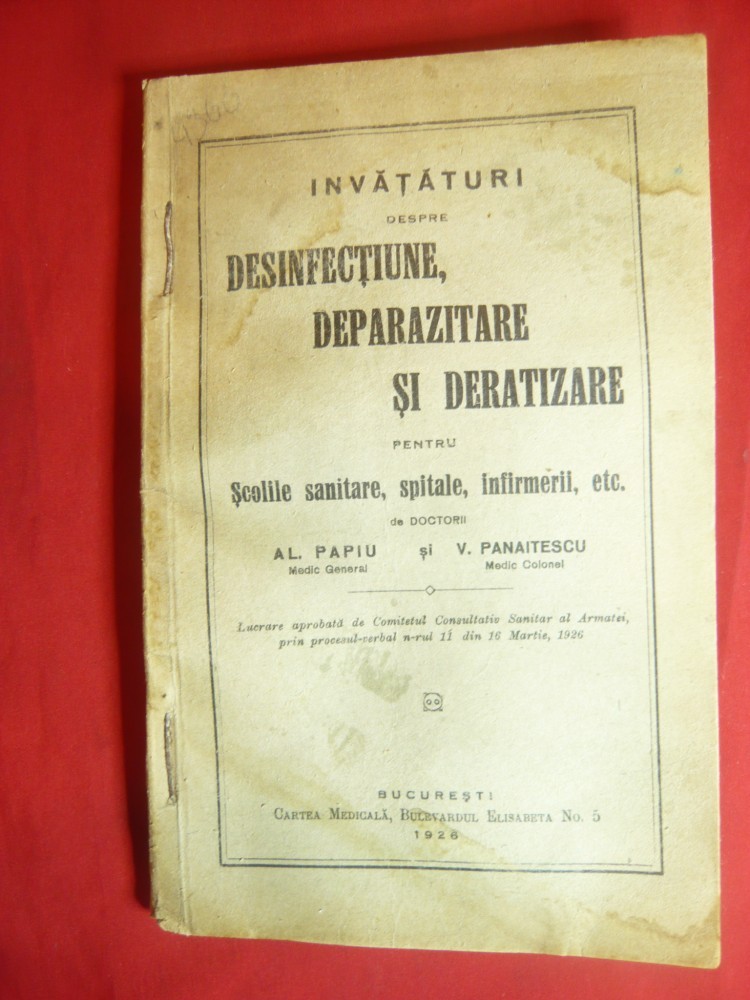 INVĂȚĂTURI
DESPRE
DESINFECȚIUNE,
DEPARAZITARE
ȘI DERATIZARE
PENTRU
Școlile sanitare, spitale, infirmerii, etc.
de DOCTORII
AL. PAPIU și V. PANAITESCU
Medic General Medic Colonel
Lucrare aprobată de Comitetul Consultativ Sanitar al Armatei,
prin procesul-verbal n-rul 11 din 16 Martie, 1926
BUCUREȘTI
CARTEA MEDICALĂ, BULEVARDUL ELISABETA No. 5
1926